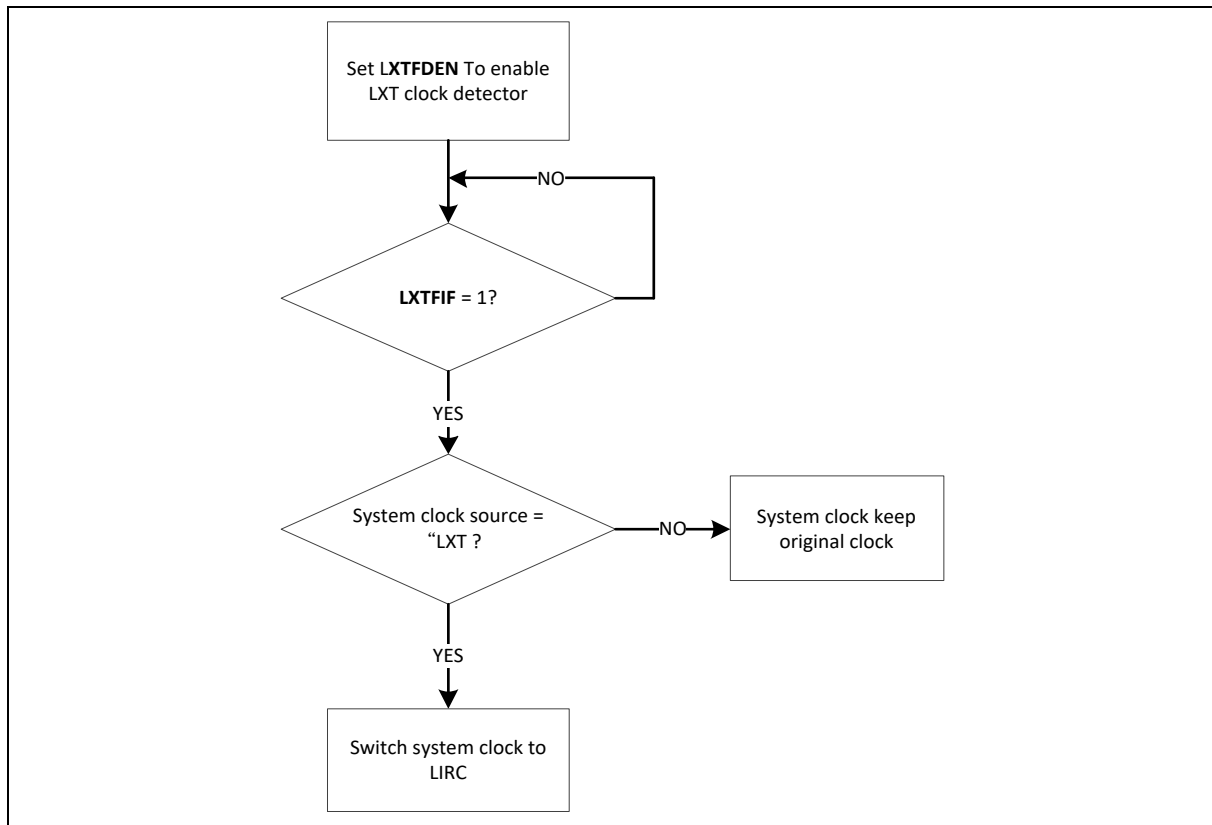 Set LXTFDEN To enable
LXT clock detector
NO
LXTFIF = 1?
YES
System clock source =
“LXT ?
NO
System clock keep
original clock
YES
Switch system clock to
LIRC